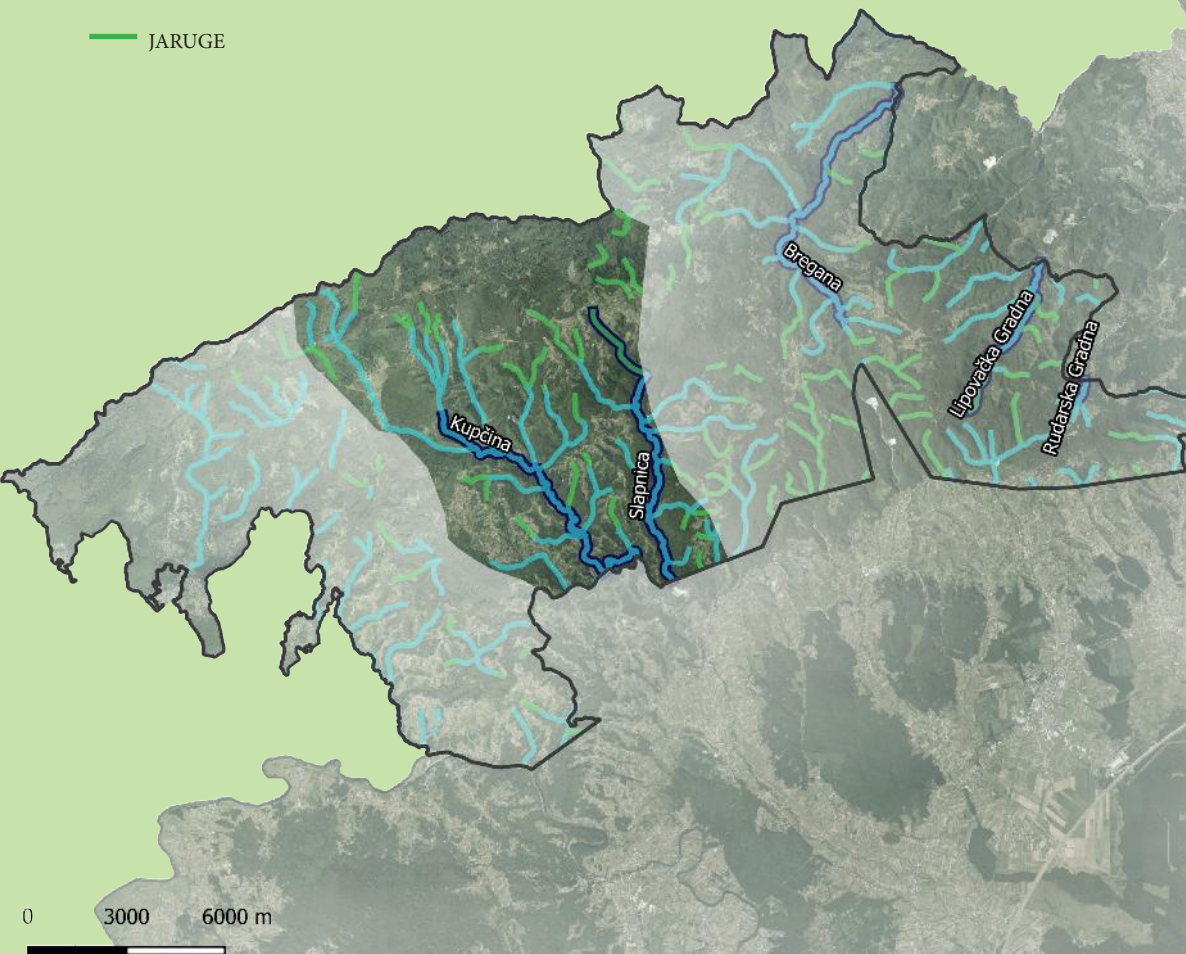 JARUGE
Bregana
Lipovačka Gradna
Rudarska Gradna
Kupčina
Slapnica
0 3000 6000 m